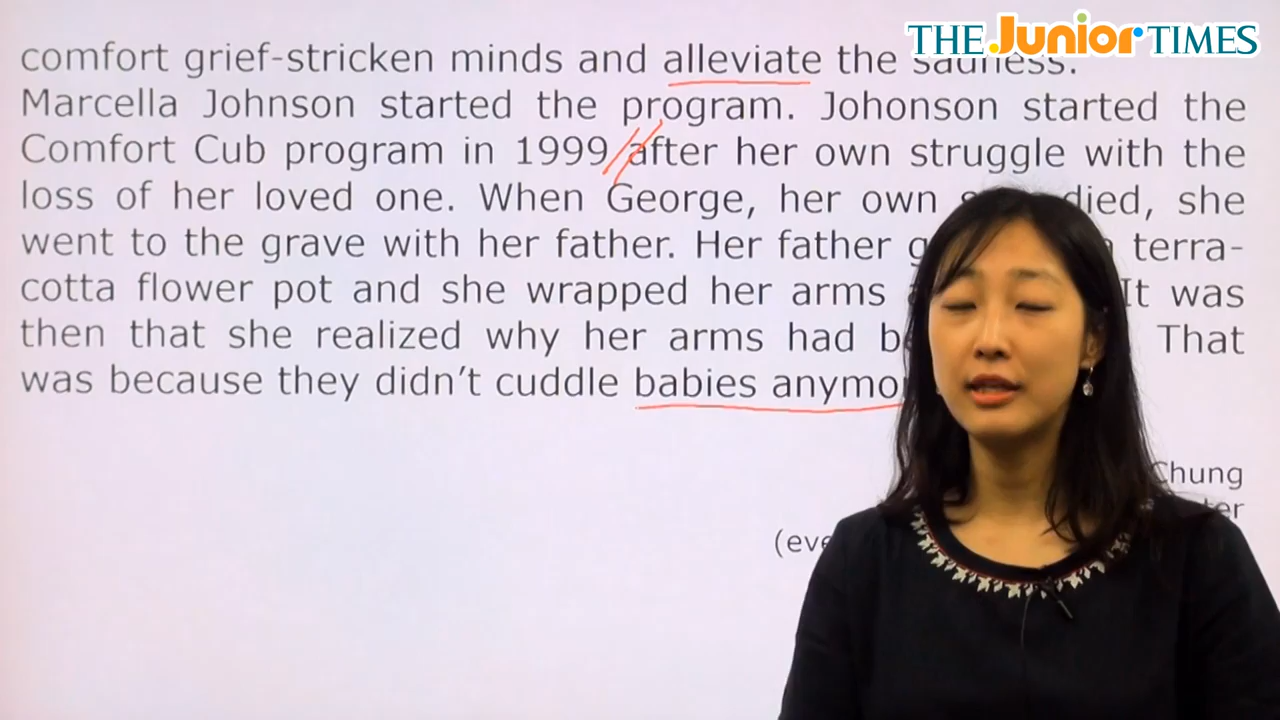 THE Junior TIMES
comfort grief-stricken minds and alleviate the sadness.
Marcella Johnson started the program. Johonson started the
Comfort Cub program in 1999 after her own struggle with the
loss of her loved one. When George, her own died, she
went to the grave with her father. Her father terra-
cotta flower pot and she wrapped her arms It was
then that she realized why her arms had That
was because they didn't cuddle babies
Chung